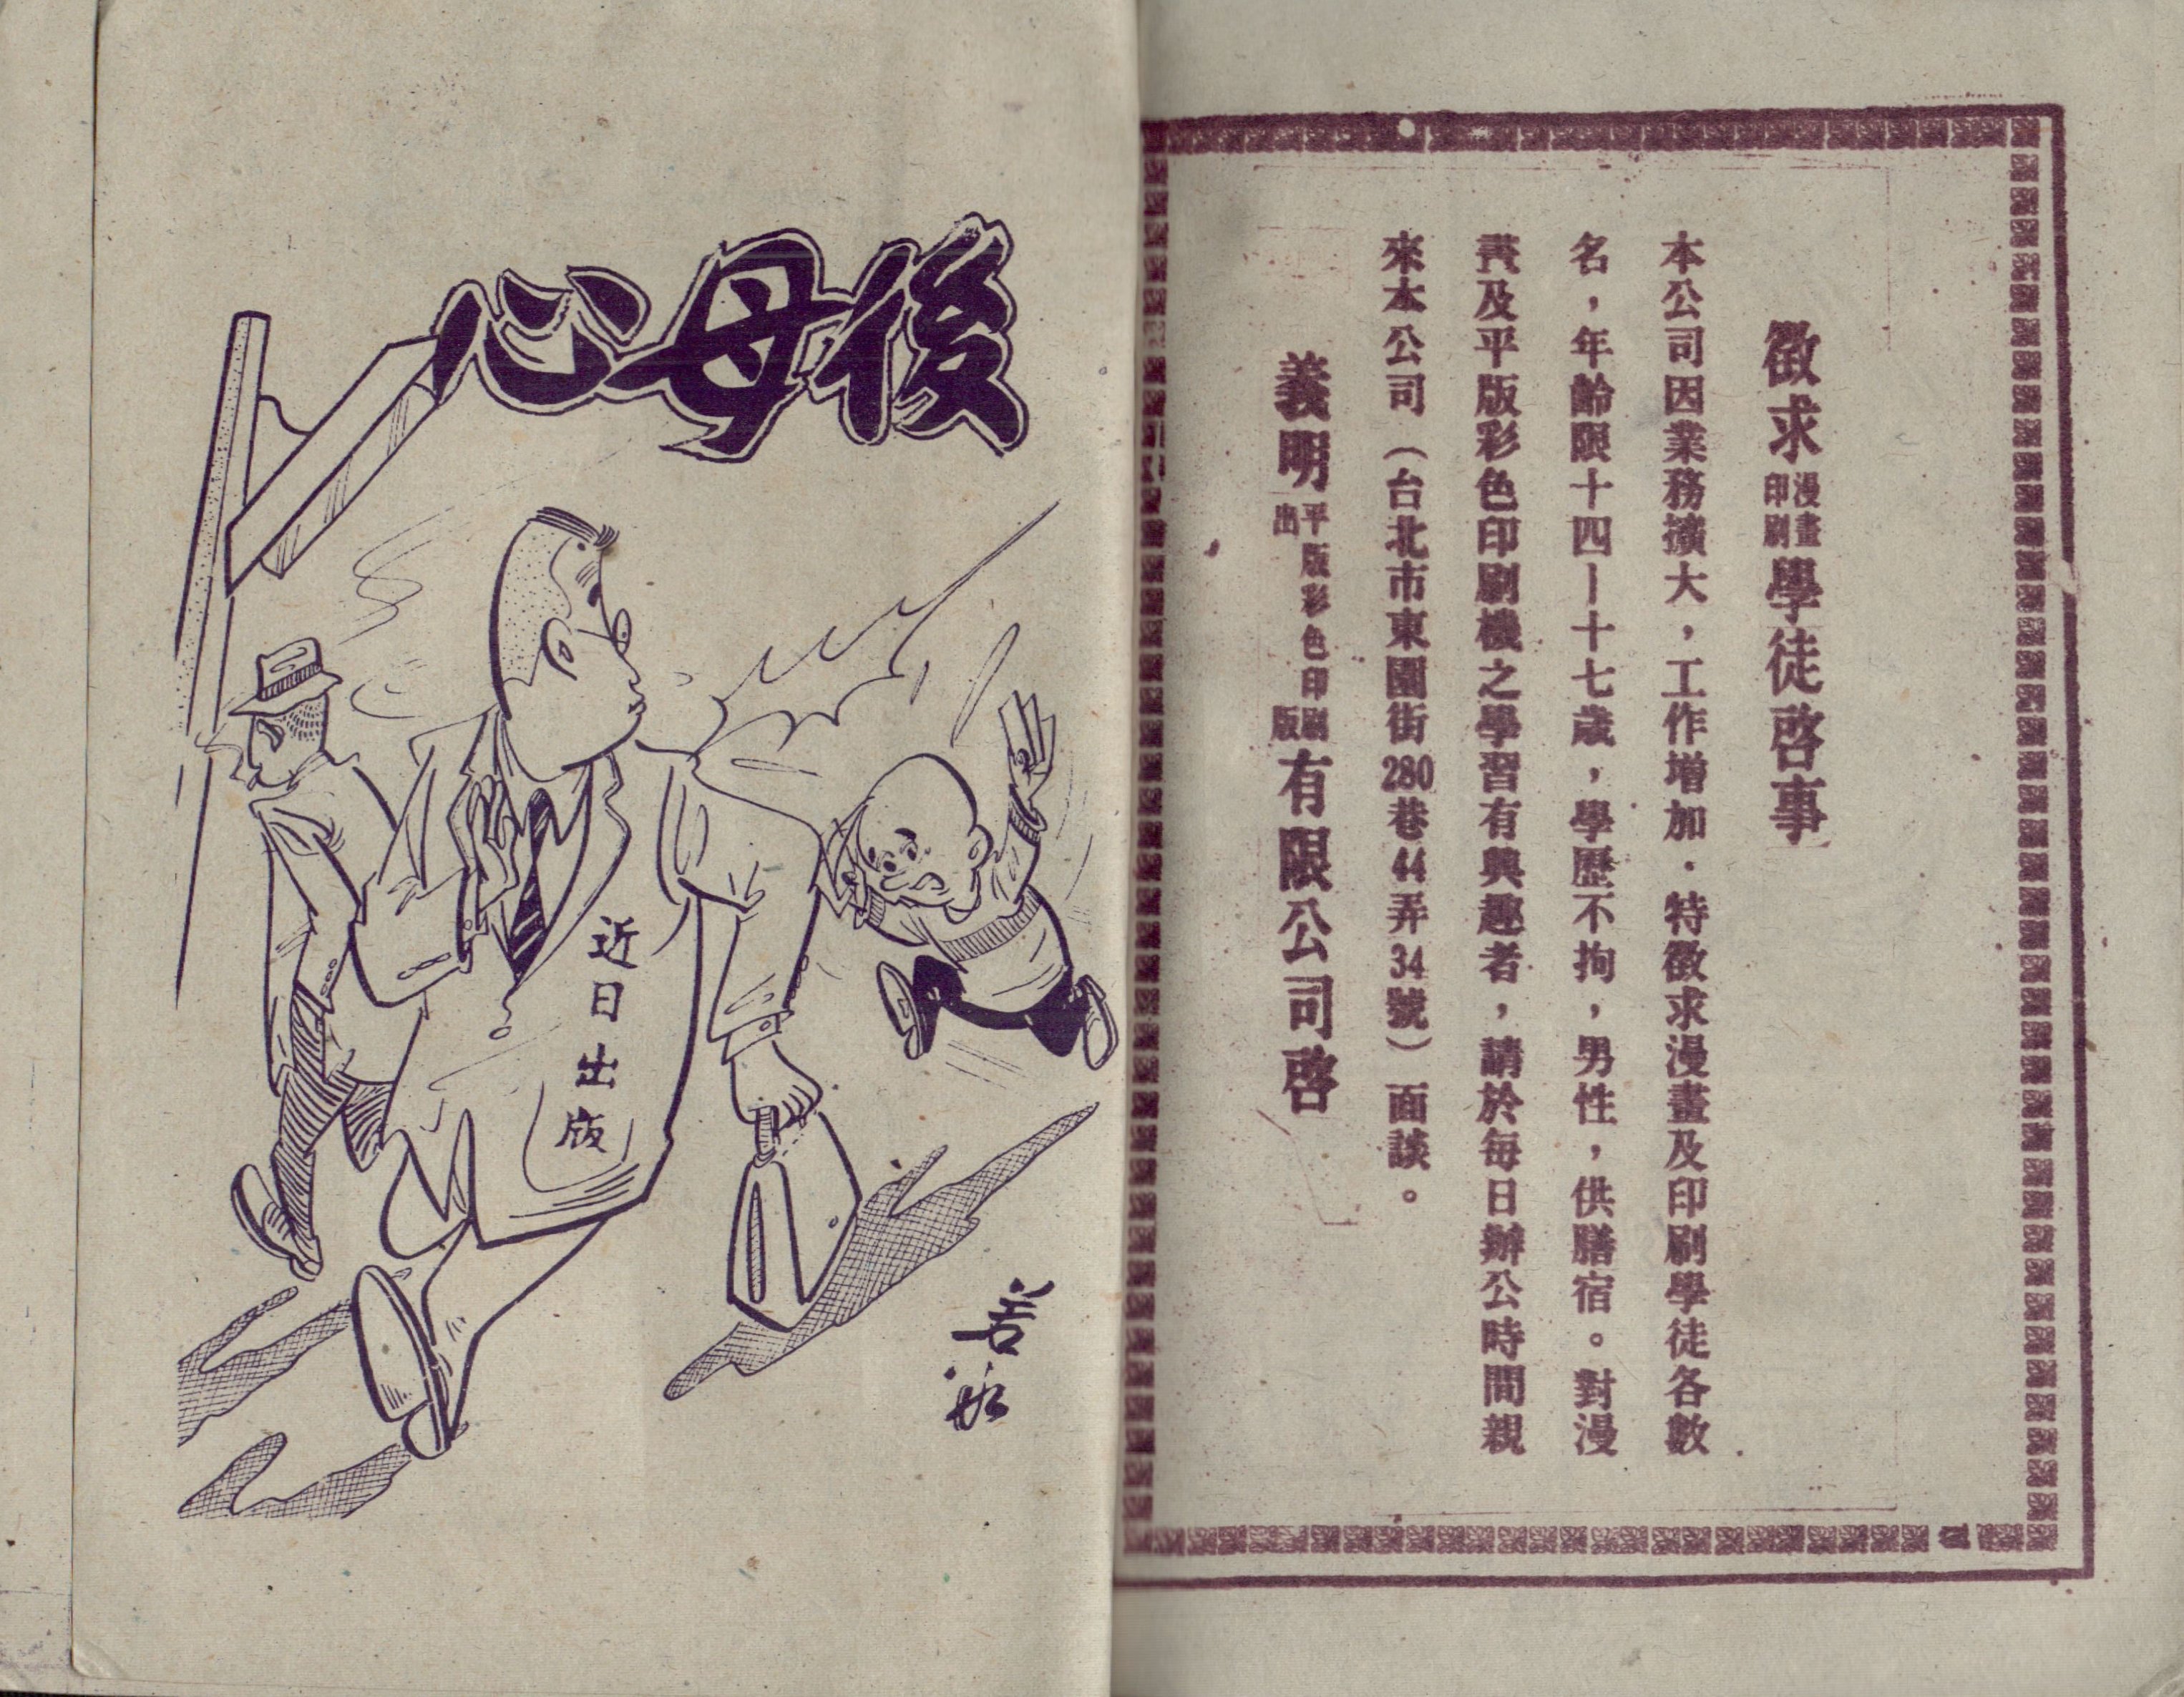 徵求漫畫印刷學徒啓事
本公司因業務擴大，工作增加．特徵求漫畫及印刷學徒各數
名，年齡限十四—十七歲，學歷不拘，男性，供膳宿。對漫
畫及平版彩色印刷機之學習有興趣者，請於每日辦公時間親
來本公司（台北市東園街280巷44弄34號）面談。
義明平版彩色印刷出版有限公司啓
後母心
近日出版